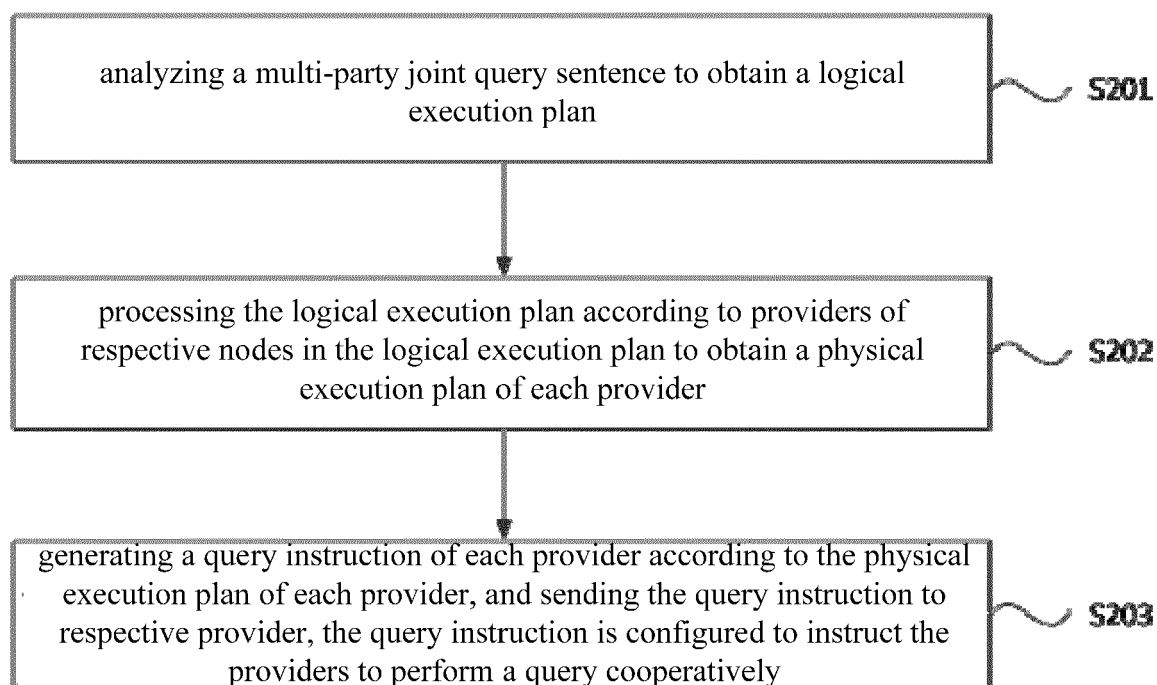 analyzing a multi-party joint query sentence to obtain a logical
execution plan
S201
processing the logical execution plan according to providers of
respective nodes in the logical execution plan to obtain a physical
execution plan of each provider
S202
generating a query instruction of each provider according to the physical
execution plan of each provider, and sending the query instruction to
respective provider, the query instruction is configured to instruct the
providers to perform a query cooperatively
S203